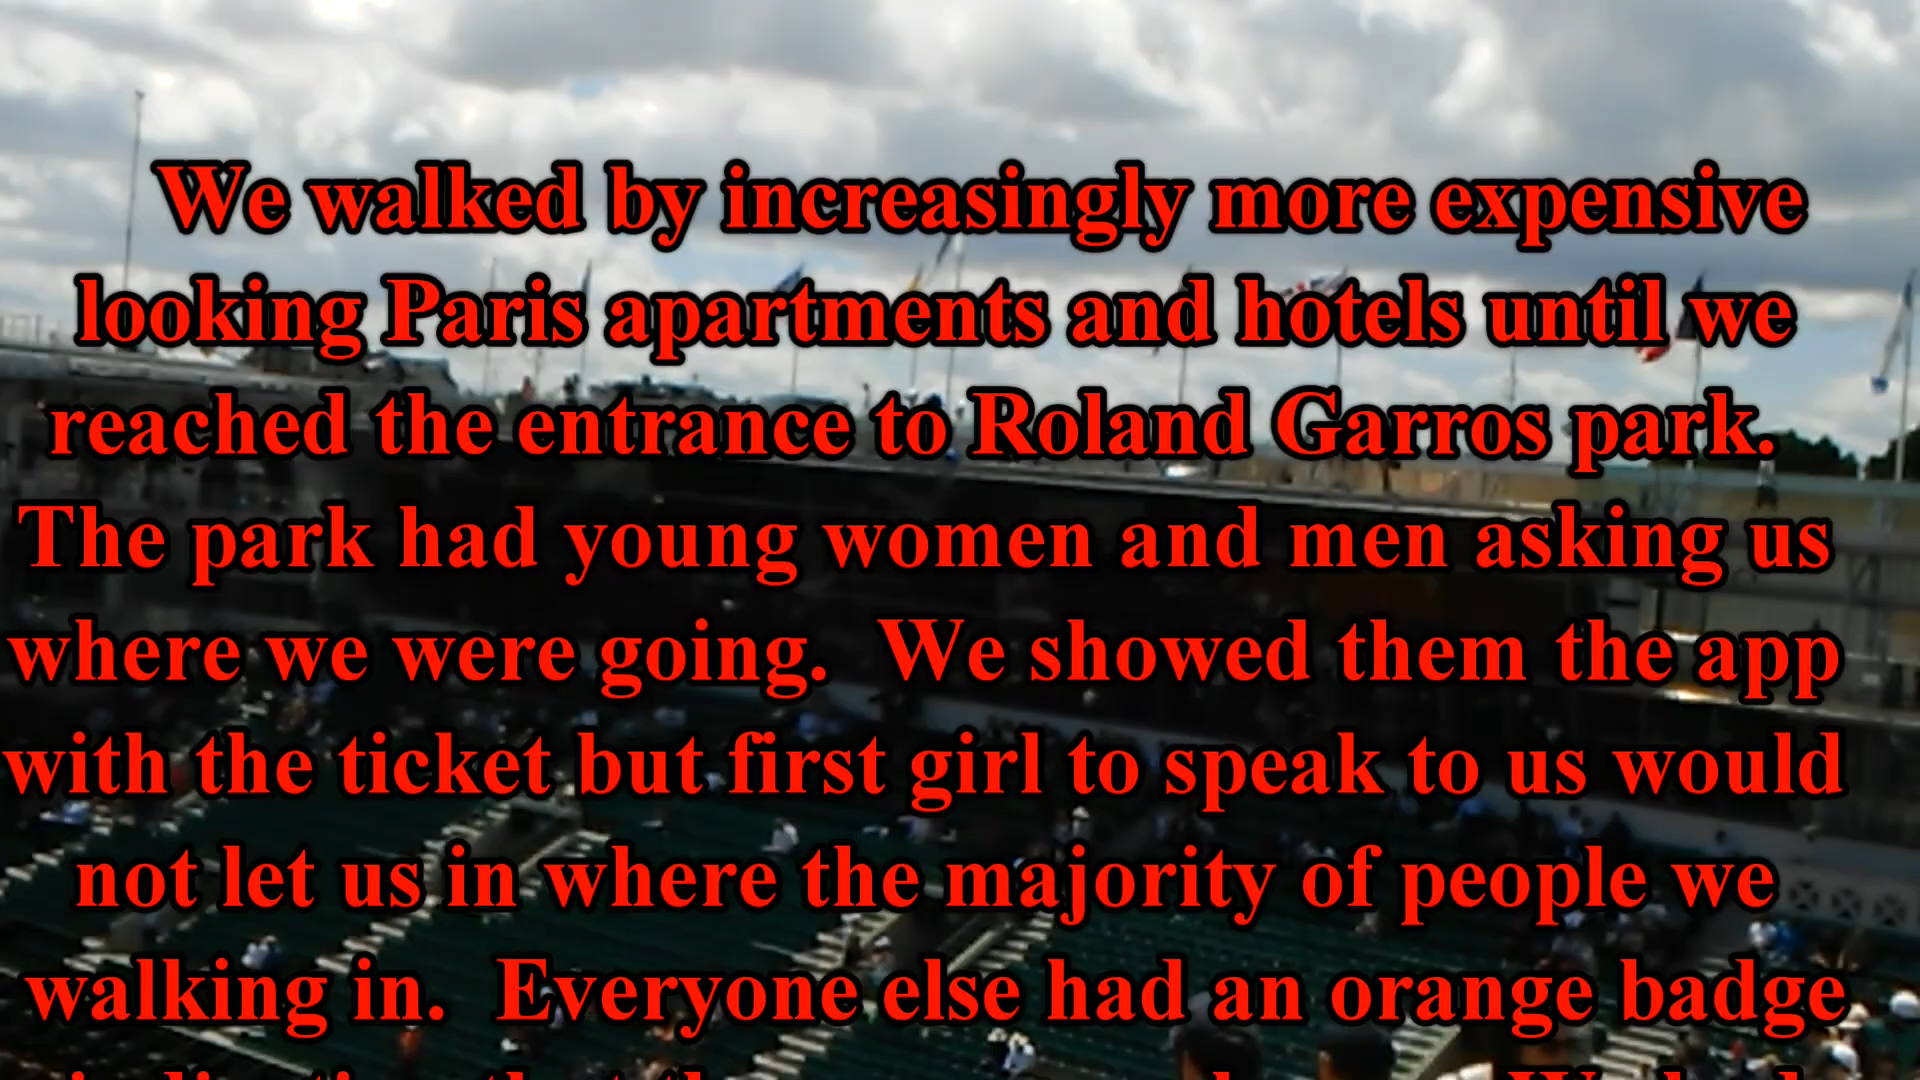 We walked by increasingly more expensive
looking Paris apartments and hotels until we
reached the entrance to Roland Garros park.
The park had young women and men asking us
where we were going.  We showed them the app
with the ticket but first girl to speak to us would
not let us in where the majority of people we
walking in.  Everyone else had an orange badge